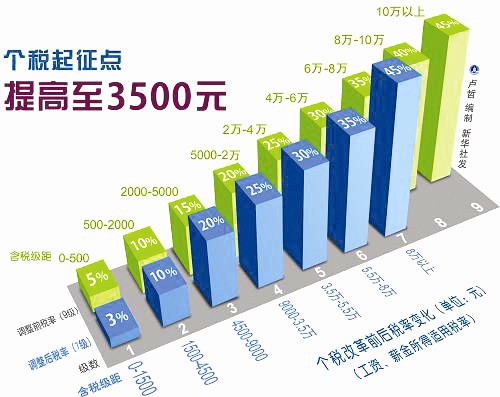 个税起征点
提高至3500元
10万以上
8万-10万
6万-8万
4万-6万
2万-4万
5000-2万
2000-5000
500-2000
含税级距 0-500
5%
10%
15%
20%
25%
30%
35%
40%
45%
3%
10%
20%
25%
30%
35%
45%
调整前税率（9级）
调整后税率（7级）
级数
1
2
3
4
5
6
7
8
9
含税级距
0-1500
1500-4500
4500-9000
9000-3.5万
3.5万-5.5万
5.5万-8万
8万以上
个税改革前后税率变化（单位：元）
（工资、薪金所得适用税率）
卢哲 编制 新华社发